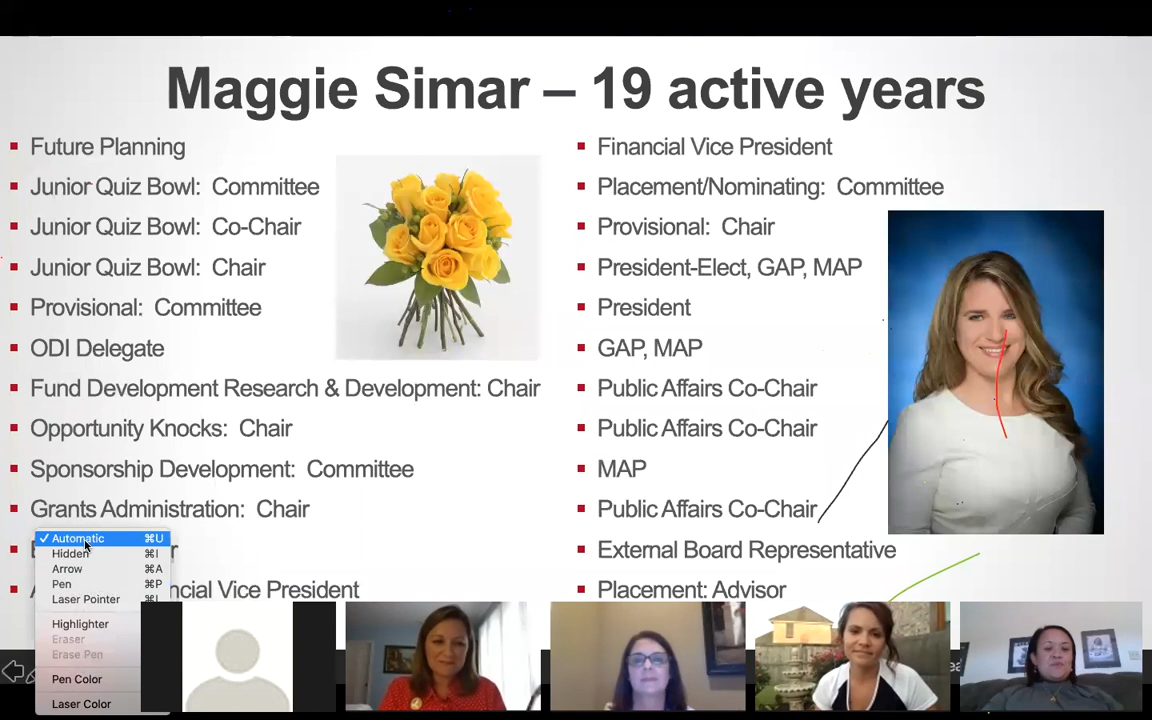 Maggie Simar – 19 active years
Future Planning
Junior Quiz Bowl: Committee
Junior Quiz Bowl: Co-Chair
Junior Quiz Bowl: Chair
Provisional: Committee
ODI Delegate
Fund Development Research & Development: Chair
Opportunity Knocks: Chair
Sponsorship Development: Committee
Grants Administration: Chair
Vice President
Financial Vice President
Placement/Nominating: Committee
Provisional: Chair
President-Elect, GAP, MAP
President
GAP, MAP
Public Affairs Co-Chair
Public Affairs Co-Chair
MAP
Public Affairs Co-Chair
External Board Representative
Placement: Advisor
✓ Automatic ⌘U
Hidden ⌘I
Arrow ⌘A
Pen ⌘P
Laser Pointer ⌘L
Highlighter
Eraser
Erase Pen
Pen Color
Laser Color